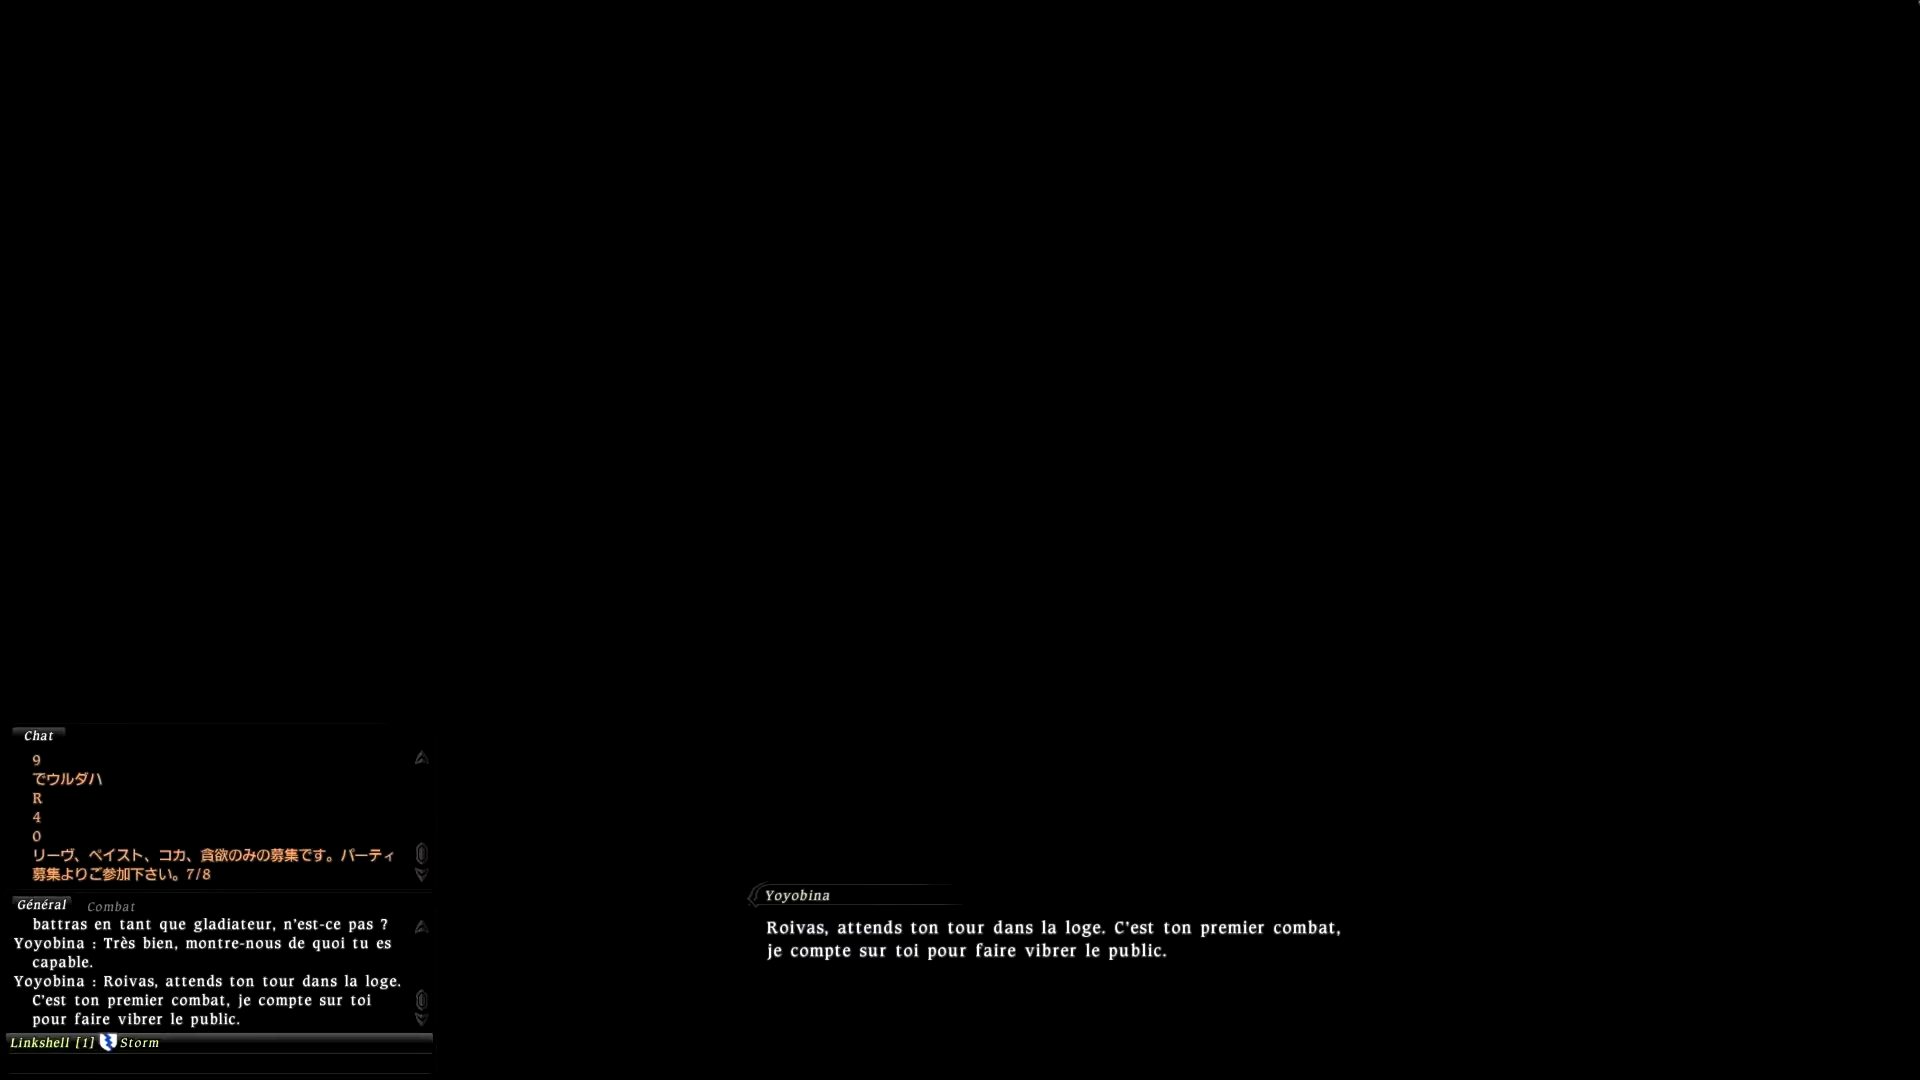 Chat
9
でウルダハ
R
4
0
リーヴ、ペイスト、コカ、貪欲のみの募集です。パーティ
募集よりご参加下さい。7/8
Général Combat
battras en tant que gladiateur, n'est-ce pas ?
Yoyobina : Très bien, montre-nous de quoi tu es
capable.
Yoyobina : Roivas, attends ton tour dans la loge.
C'est ton premier combat, je compte sur toi
pour faire vibrer le public.
Linkshell [1] Storm
Yoyobina
Roivas, attends ton tour dans la loge. C'est ton premier combat,
je compte sur toi pour faire vibrer le public.